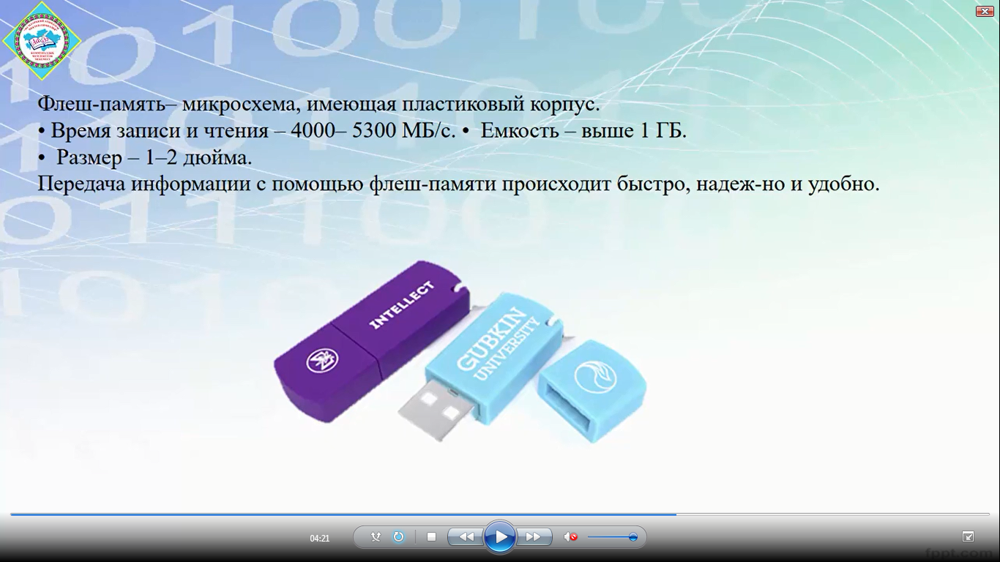 Флеш-память– микросхема, имеющая пластиковый корпус.
• Время записи и чтения – 4000– 5300 МБ/с. • Емкость – выше 1 ГБ.
• Размер – 1–2 дюйма.
Передача информации с помощью флеш-памяти происходит быстро, надеж-но и удобно.
INTELLECT
GUBKIN
UNIVERSITY
04:21
fppt.com